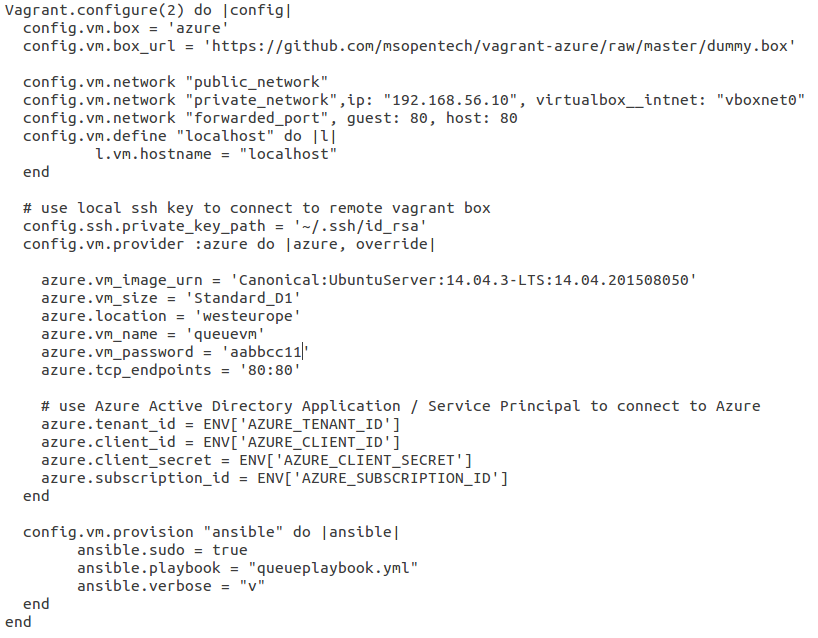 Vagrant.configure(2) do |config|
  config.vm.box = 'azure'
  config.vm.box_url = 'https://github.com/msopentech/vagrant-azure/raw/master/dummy.box'

  config.vm.network "public_network"
  config.vm.network "private_network",ip: "192.168.56.10", virtualbox__intnet: "vboxnet0"
  config.vm.network "forwarded_port", guest: 80, host: 80
  config.vm.define "localhost" do |l|
          l.vm.hostname = "localhost"
  end

  # use local ssh key to connect to remote vagrant box
  config.ssh.private_key_path = '~/.ssh/id_rsa'
  config.vm.provider :azure do |azure, override|

    azure.vm_image_urn = 'Canonical:UbuntuServer:14.04.3-LTS:14.04.201508050'
    azure.vm_size = 'Standard_D1'
    azure.location = 'westeurope'
    azure.vm_name = 'queuevm'
    azure.vm_password = 'aabbcc11'
    azure.tcp_endpoints = '80:80'

    # use Azure Active Directory Application / Service Principal to connect to Azure
    azure.tenant_id = ENV['AZURE_TENANT_ID']
    azure.client_id = ENV['AZURE_CLIENT_ID']
    azure.client_secret = ENV['AZURE_CLIENT_SECRET']
    azure.subscription_id = ENV['AZURE_SUBSCRIPTION_ID']
  end

  config.vm.provision "ansible" do |ansible|
        ansible.sudo = true
        ansible.playbook = "queueplaybook.yml"
        ansible.verbose = "v"
  end
end